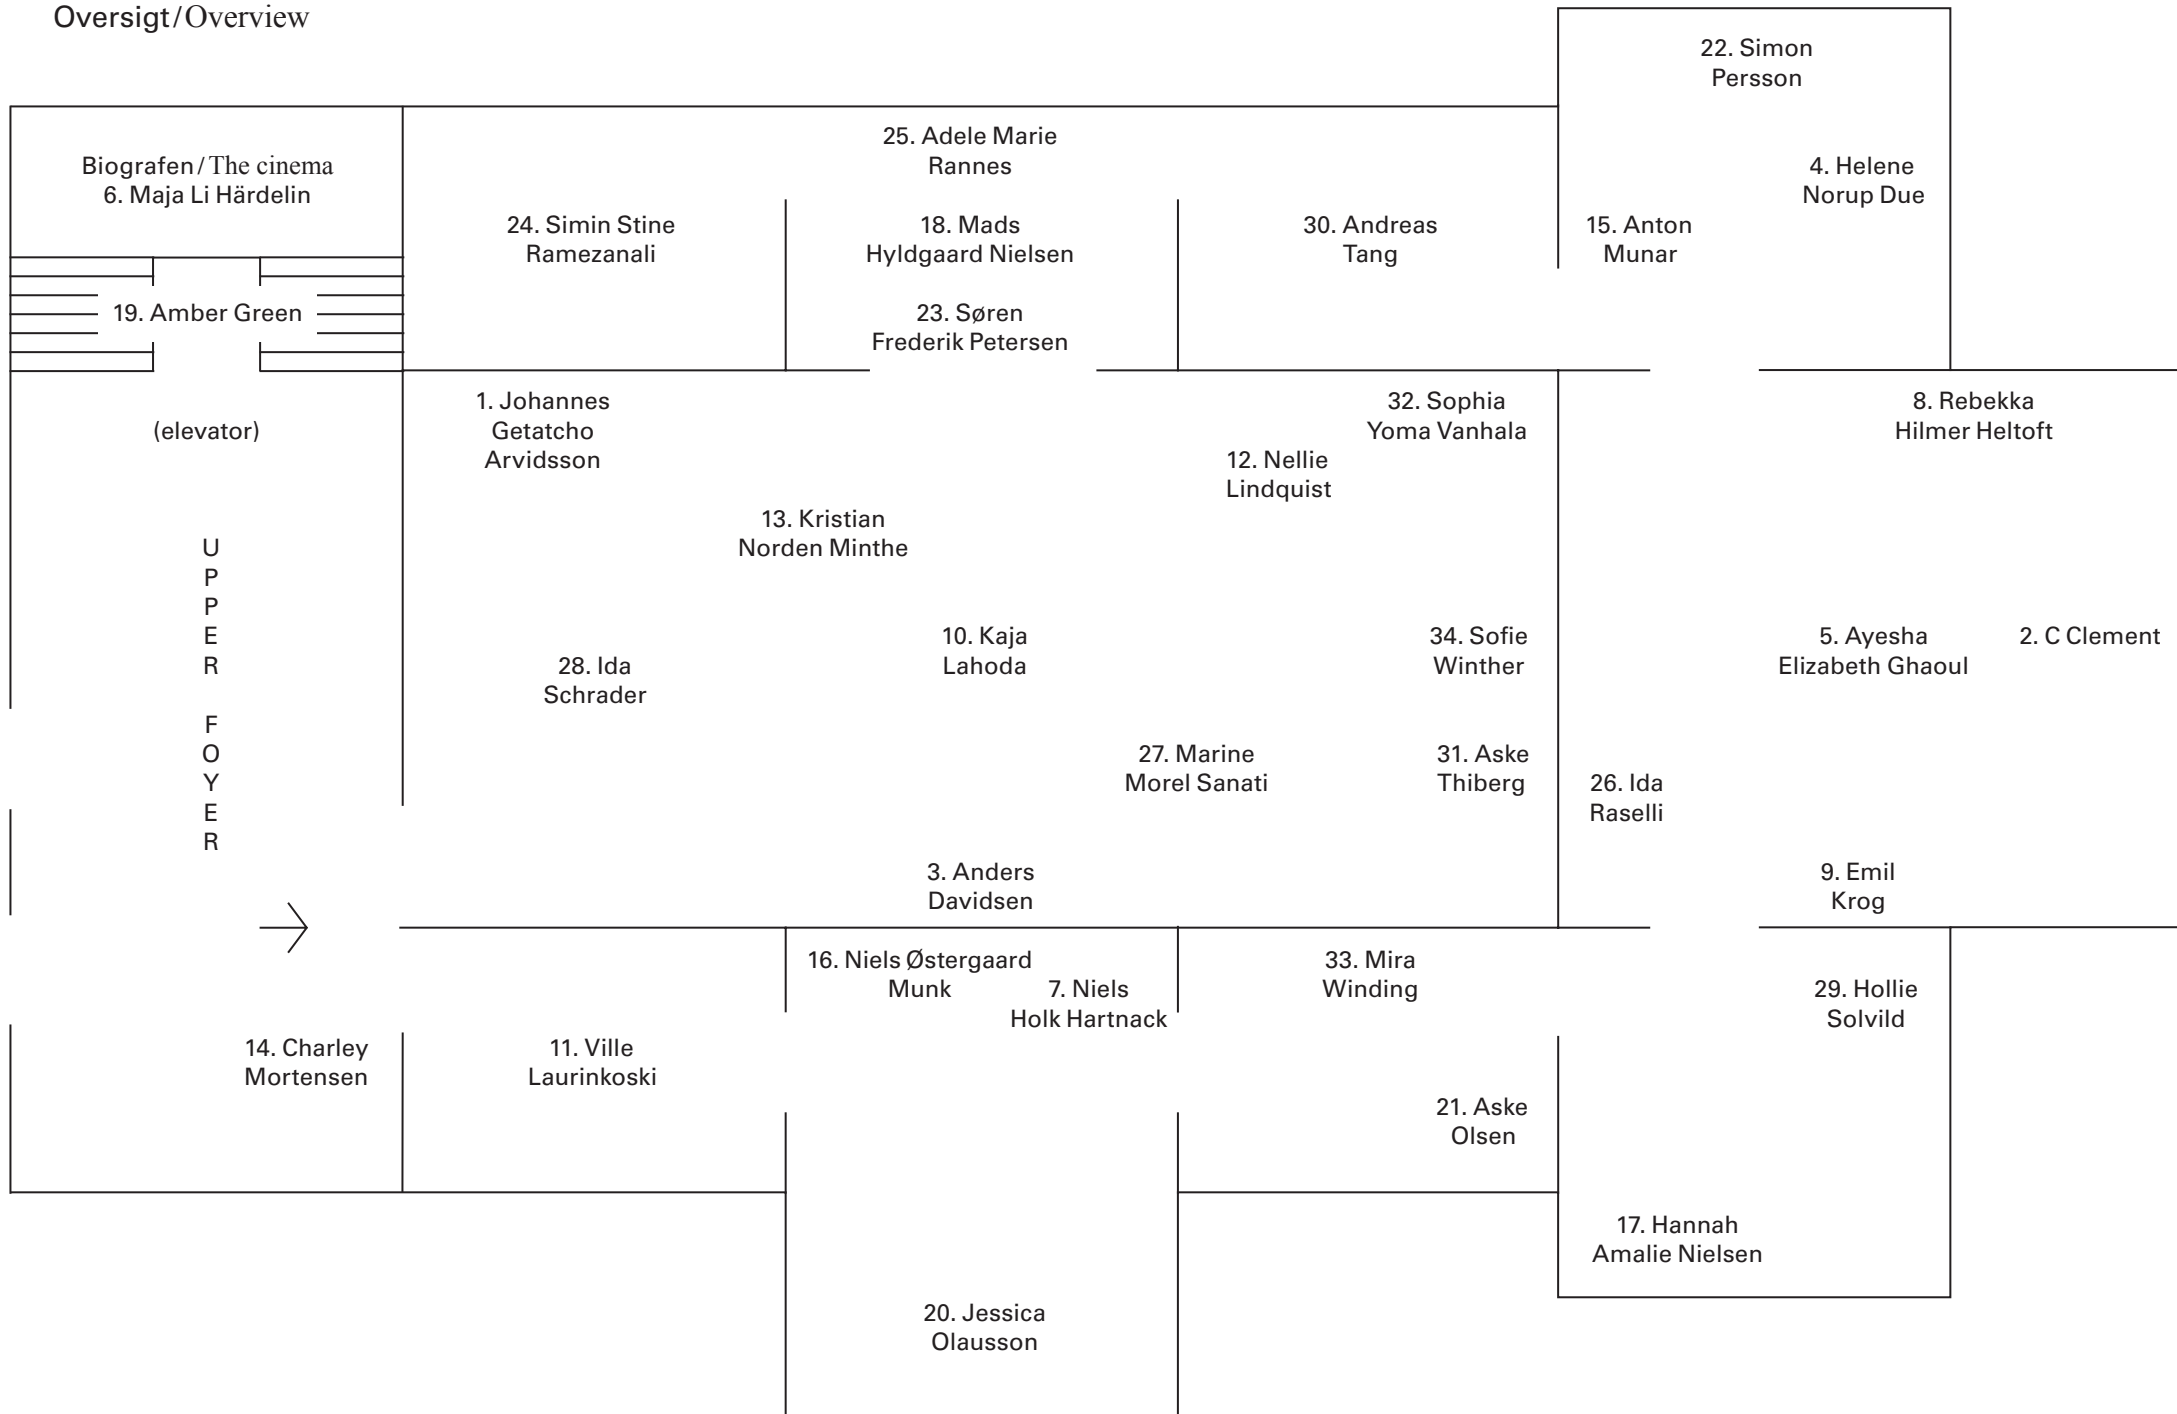 Oversigt/Overview
22. Simon
Persson
25. Adele Marie
Rannes
Biografen/The cinema
6. Maja Li Härdelin
4. Helene
Norup Due
24. Simin Stine
Ramezanali
18. Mads
Hyldgaard Nielsen
30. Andreas
Tang
15. Anton
Munar
19. Amber Green
23. Søren
Frederik Petersen
(elevator)
1. Johannes
Getatcho
Arvidsson
32. Sophia
Yoma Vanhala
8. Rebekka
Hilmer Heltoft
12. Nellie
Lindquist
13. Kristian
Norden Minthe
UPPER FOYER
28. Ida
Schrader
10. Kaja
Lahoda
34. Sofie
Winther
5. Ayesha
Elizabeth Ghaoul
2. C Clement
27. Marine
Morel Sanati
31. Aske
Thiberg
26. Ida
Raselli
3. Anders
Davidsen
9. Emil
Krog
16. Niels Østergaard
Munk
7. Niels
Holk Hartnack
33. Mira
Winding
29. Hollie
Solvild
14. Charley
Mortensen
11. Ville
Laurinkoski
21. Aske
Olsen
17. Hannah
Amalie Nielsen
20. Jessica
Olausson